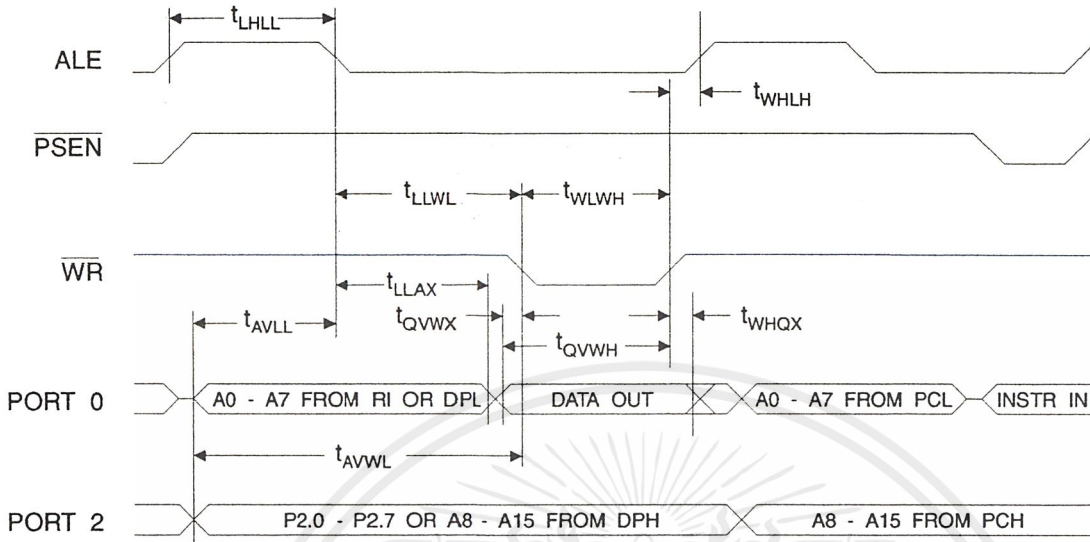 tLHLL
ALE
tWHLH
PSEN
tLLWL
tWLWH
WR
tLLAX
tAVLL
tQVWX
tWHQX
tQVWH
PORT 0
A0 - A7 FROM RI OR DPL
DATA OUT
A0 - A7 FROM PCL
INSTR IN
tAVWL
PORT 2
P2.0 - P2.7 OR A8 - A15 FROM DPH
A8 - A15 FROM PCH